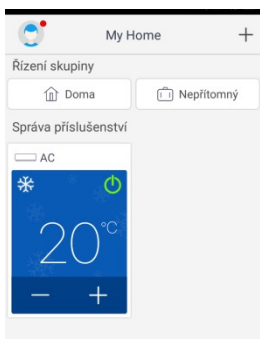 My Home +
Řízení skupiny
Doma Nepřítomný
Správa příslušenství
AC
20°C
− +